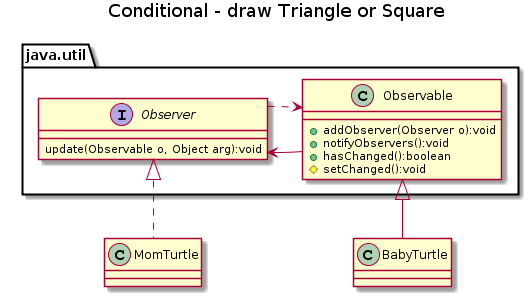 Conditional - draw Triangle or Square
java.util
I Observer
update(Observable o, Object arg):void
C Observable
addObserver(Observer o):void
notifyObservers():void
hasChanged():boolean
setChanged():void
C MomTurtle
C BabyTurtle